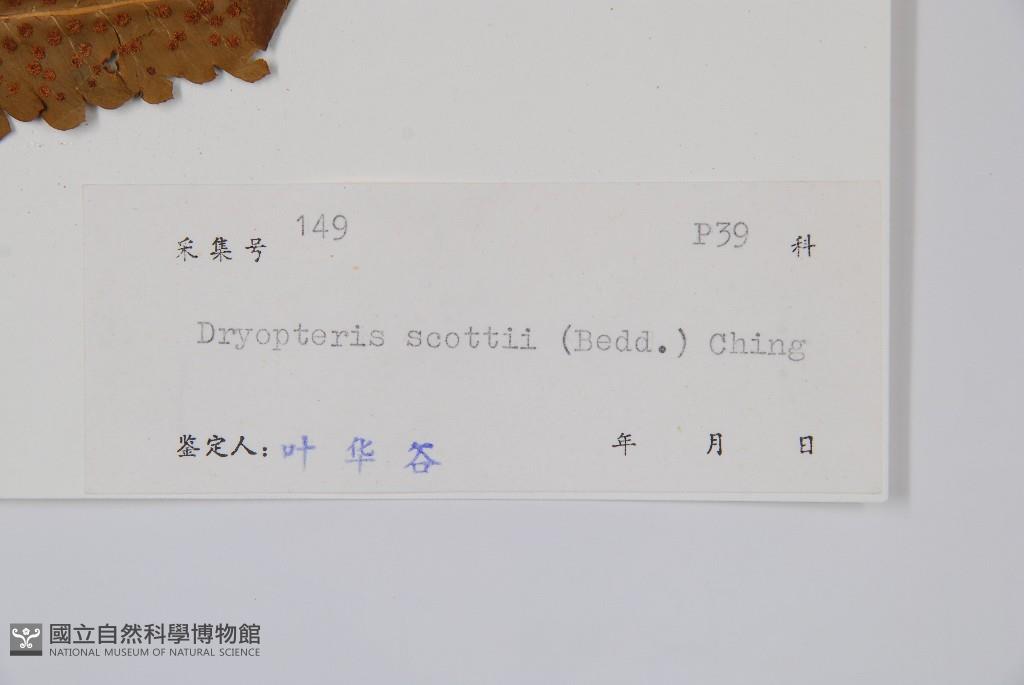 采集号 149 P39 科
Dryopteris scottii (Bedd.) Ching
鉴定人: 叶华谷 年 月 日
國立自然科學博物館
NATIONAL MUSEUM OF NATURAL SCIENCE